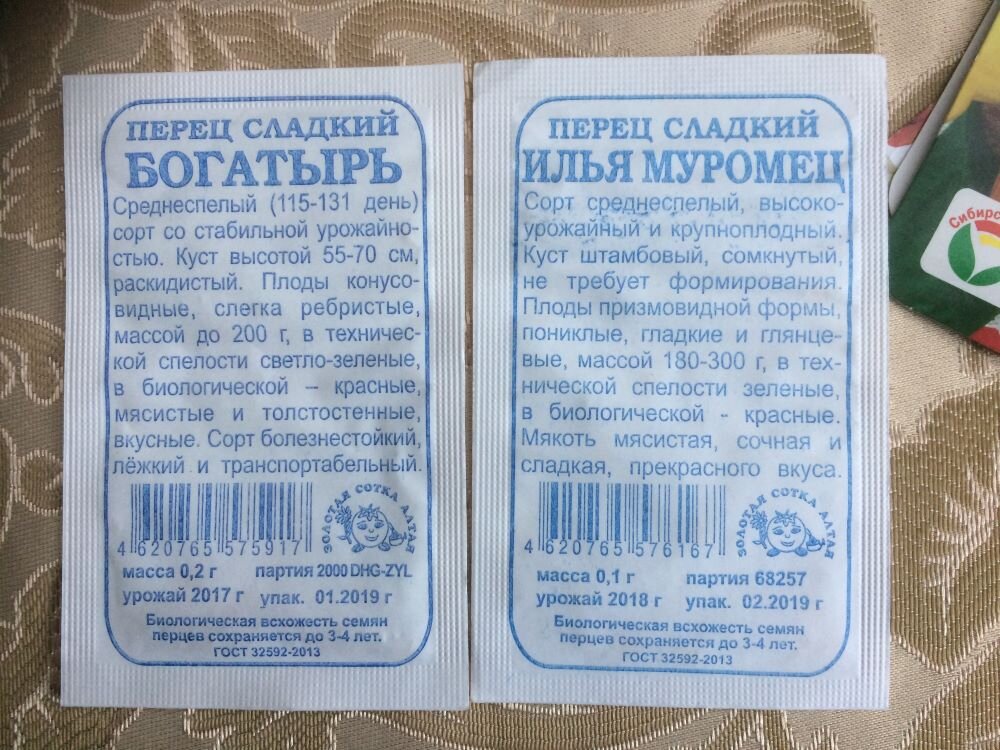 ПЕРЕЦ СЛАДКИЙ
БОГАТЫРЬ
Среднеспелый (115-131 день)
сорт со стабильной урожайно-
стью. Куст высотой 55-70 см,
раскидистый. Плоды конусо-
видные, слегка ребристые,
массой до 200 г, в техничес-
кой спелости светло-зеленые,
в биологической – красные,
мясистые и толстостенные,
вкусные. Сорт болезнестойкий,
лёжкий и транспортабельный.
ЗОЛОТАЯ СОТКА АЛТАЯ
4 620765 575917
масса 0,2 г партия 2000 DHG-ZYL
урожай 2017 г упак. 01.2019 г
Биологическая всхожесть семян
перцев сохраняется до 3-4 лет.
ГОСТ 32592-2013
ПЕРЕЦ СЛАДКИЙ
ИЛЬЯ МУРОМЕЦ
Сорт среднеспелый, высоко-
урожайный и крупноплодный.
Куст штамбовый, сомкнутый,
не требует формирования.
Плоды призмовидной формы,
пониклые, гладкие и глянце-
вые, массой 180-300 г, в тех-
нической спелости зеленые,
в биологической - красные.
Мякоть мясистая, сочная и
сладкая, прекрасного вкуса.
ЗОЛОТАЯ СОТКА АЛТАЯ
4 620765 576167
масса 0,1 г партия 68257
урожай 2018 г упак. 02.2019 г
Биологическая всхожесть семян
перцев сохраняется до 3-4 лет.
ГОСТ 32592-2013
Сибирс